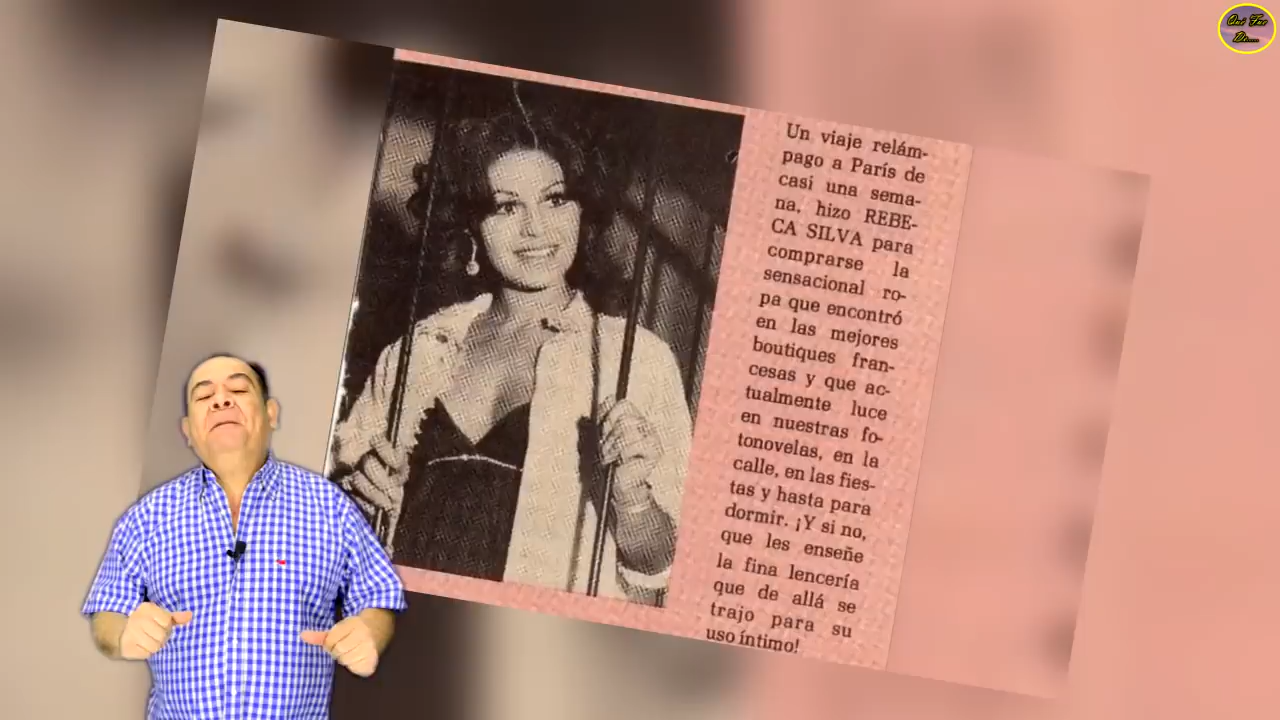 Qué Fue
De....
Un viaje relám-
pago a París de
casi una sema-
na, hizo REBE-
CA SILVA para
comprarse la
sensacional ro-
pa que encontró
en las mejores
boutiques fran-
cesas y que ac-
tualmente luce
en nuestras fo-
tonovelas, en la
calle, en las fies-
tas y hasta para
dormir. ¡Y si no,
que les enseñe
la fina lencería
que de allá se
trajo para su
uso íntimo!